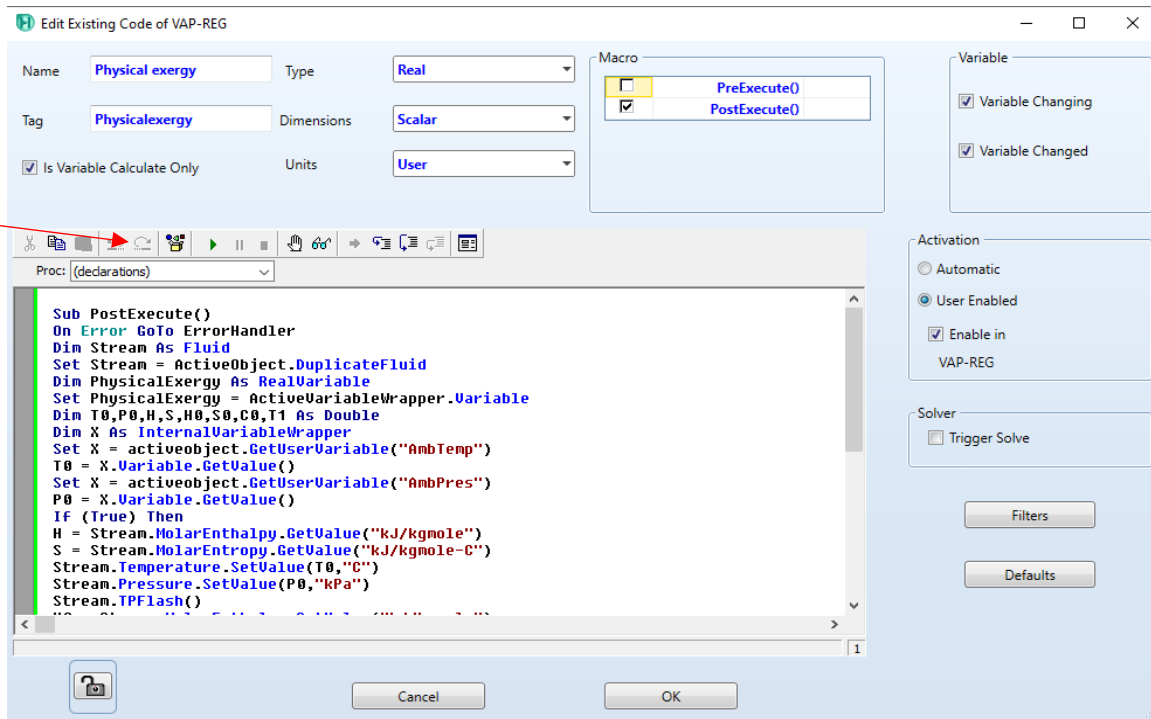 Edit Existing Code of VAP-REG
Name Physical exergy Type Real
Tag Physicalexergy Dimensions Scalar
Is Variable Calculate Only Units User
Macro
PreExecute()
PostExecute()
Variable
Variable Changing
Variable Changed
Proc: (declarations)
Sub PostExecute()
On Error GoTo ErrorHandler
Dim Stream As Fluid
Set Stream = ActiveObject.DuplicateFluid
Dim PhysicalExergy As RealVariable
Set PhysicalExergy = ActiveVariableWrapper.Variable
Dim T0,P0,H,S,H0,S0,C0,T1 As Double
Dim X As InternalVariableWrapper
Set X = activeobject.GetUserVariable("AmbTemp")
T0 = X.Variable.GetValue()
Set X = activeobject.GetUserVariable("AmbPres")
P0 = X.Variable.GetValue()
If (True) Then
H = Stream.MolarEnthalpy.GetValue("kJ/kgmole")
S = Stream.MolarEntropy.GetValue("kJ/kgmole-C")
Stream.Temperature.SetValue(T0,"C")
Stream.Pressure.SetValue(P0,"kPa")
Stream.TPFlash()
1
Activation
Automatic
User Enabled
Enable in
VAP-REG
Solver
Trigger Solve
Filters
Defaults
Cancel OK